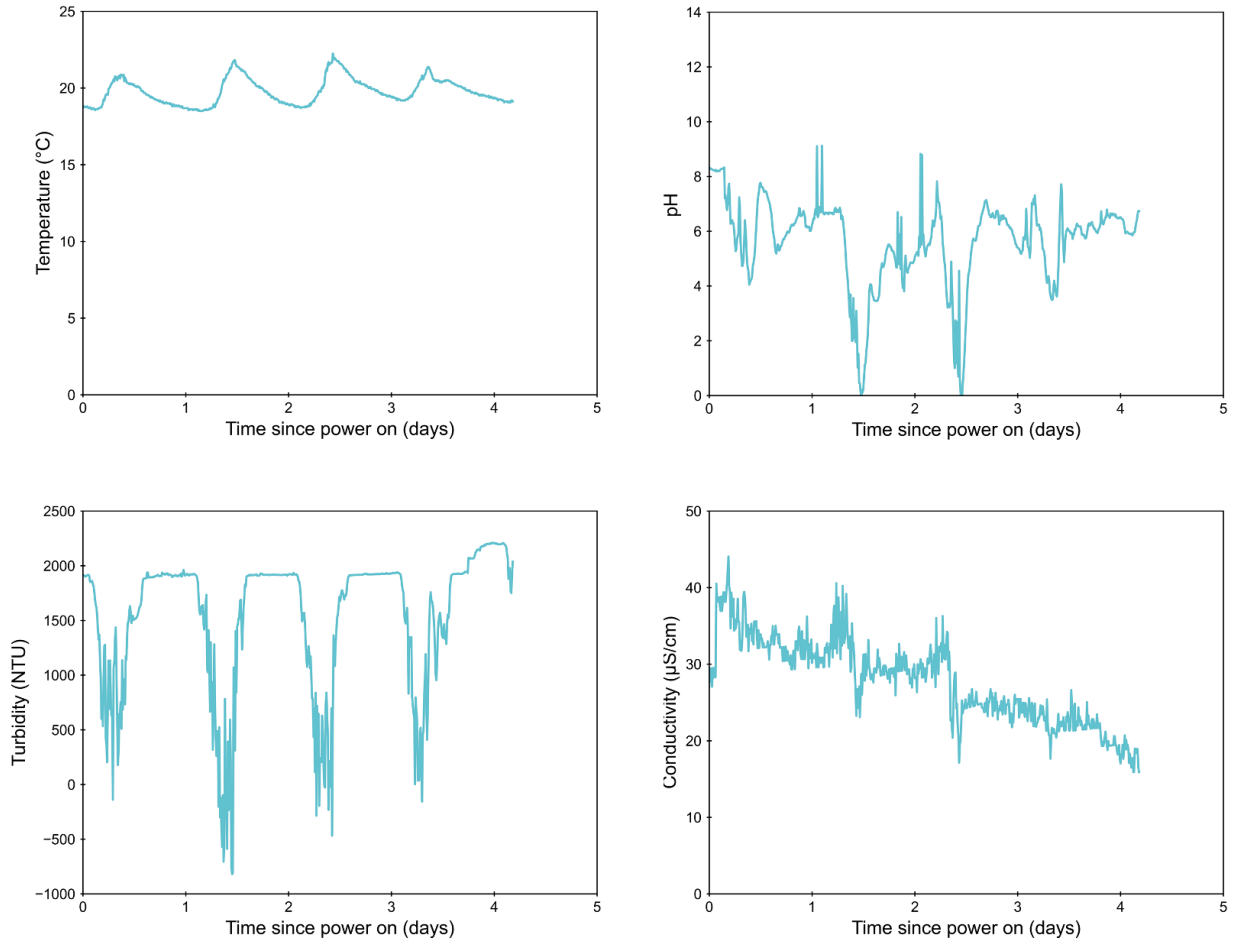 25
20
15
10
5
0
Temperature (°C)
0 1 2 3 4 5
Time since power on (days)
14
12
10
8
6
4
2
0
pH
0 1 2 3 4 5
Time since power on (days)
2500
2000
1500
1000
500
0
−500
−1000
Turbidity (NTU)
0 1 2 3 4 5
Time since power on (days)
50
40
30
20
10
0
Conductivity (µS/cm)
0 1 2 3 4 5
Time since power on (days)